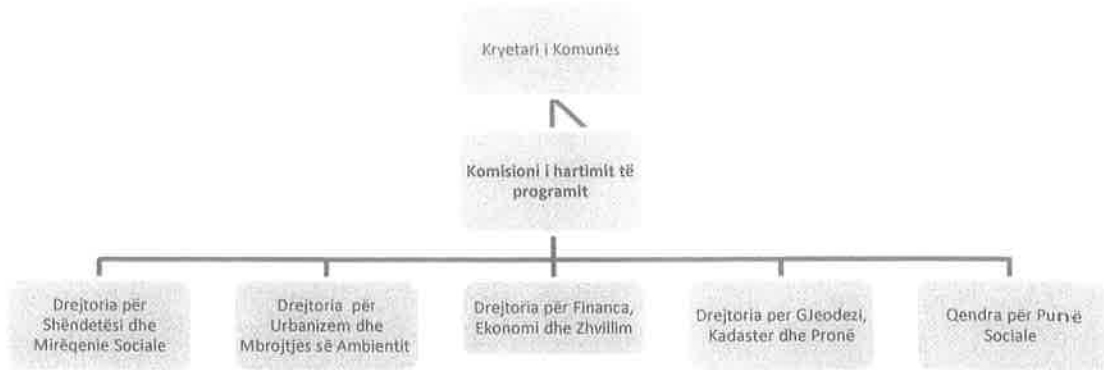 Kryetari i Komunës
Komisioni i hartimit të
programit
Drejtoria për
Shëndetësi dhe
Mirëqenie Sociale
Drejtoria për
Urbanizem dhe
Mbrojtjes së Ambientit
Drejtoria për Financa,
Ekonomi dhe Zhvillim
Drejtoria per GJeodezi,
Kadaster dhe Pronë
Qendra për Punë
Sociale